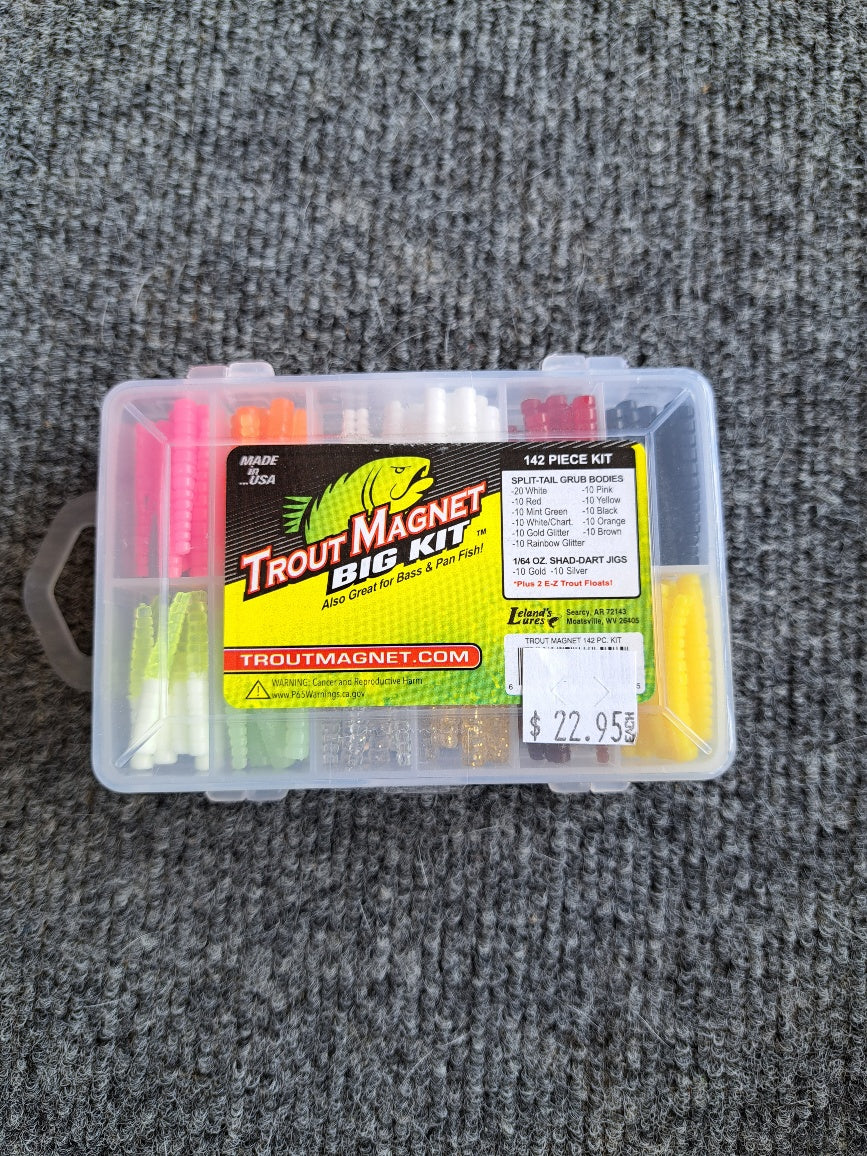 MADE
in
...USA
TROUT MAGNET
BIG KIT™
Also Great for Bass & Pan Fish!
TROUTMAGNET.COM
WARNING: Cancer and Reproductive Harm
www.P65Warnings.ca.gov
142 PIECE KIT
SPLIT-TAIL GRUB BODIES
-20 White -10 Pink
-10 Red -10 Yellow
-10 Mint Green -10 Black
-10 White/Chart. -10 Orange
-10 Gold Glitter -10 Brown
-10 Rainbow Glitter
1/64 OZ. SHAD-DART JIGS
-10 Gold -10 Silver
*Plus 2 E-Z Trout Floats!
Leland's Lures
Searcy, AR 72143
Moatsville, WV 26405
TROUT MAGNET 142 PC. KIT
6 5
$ 22.95 EACH